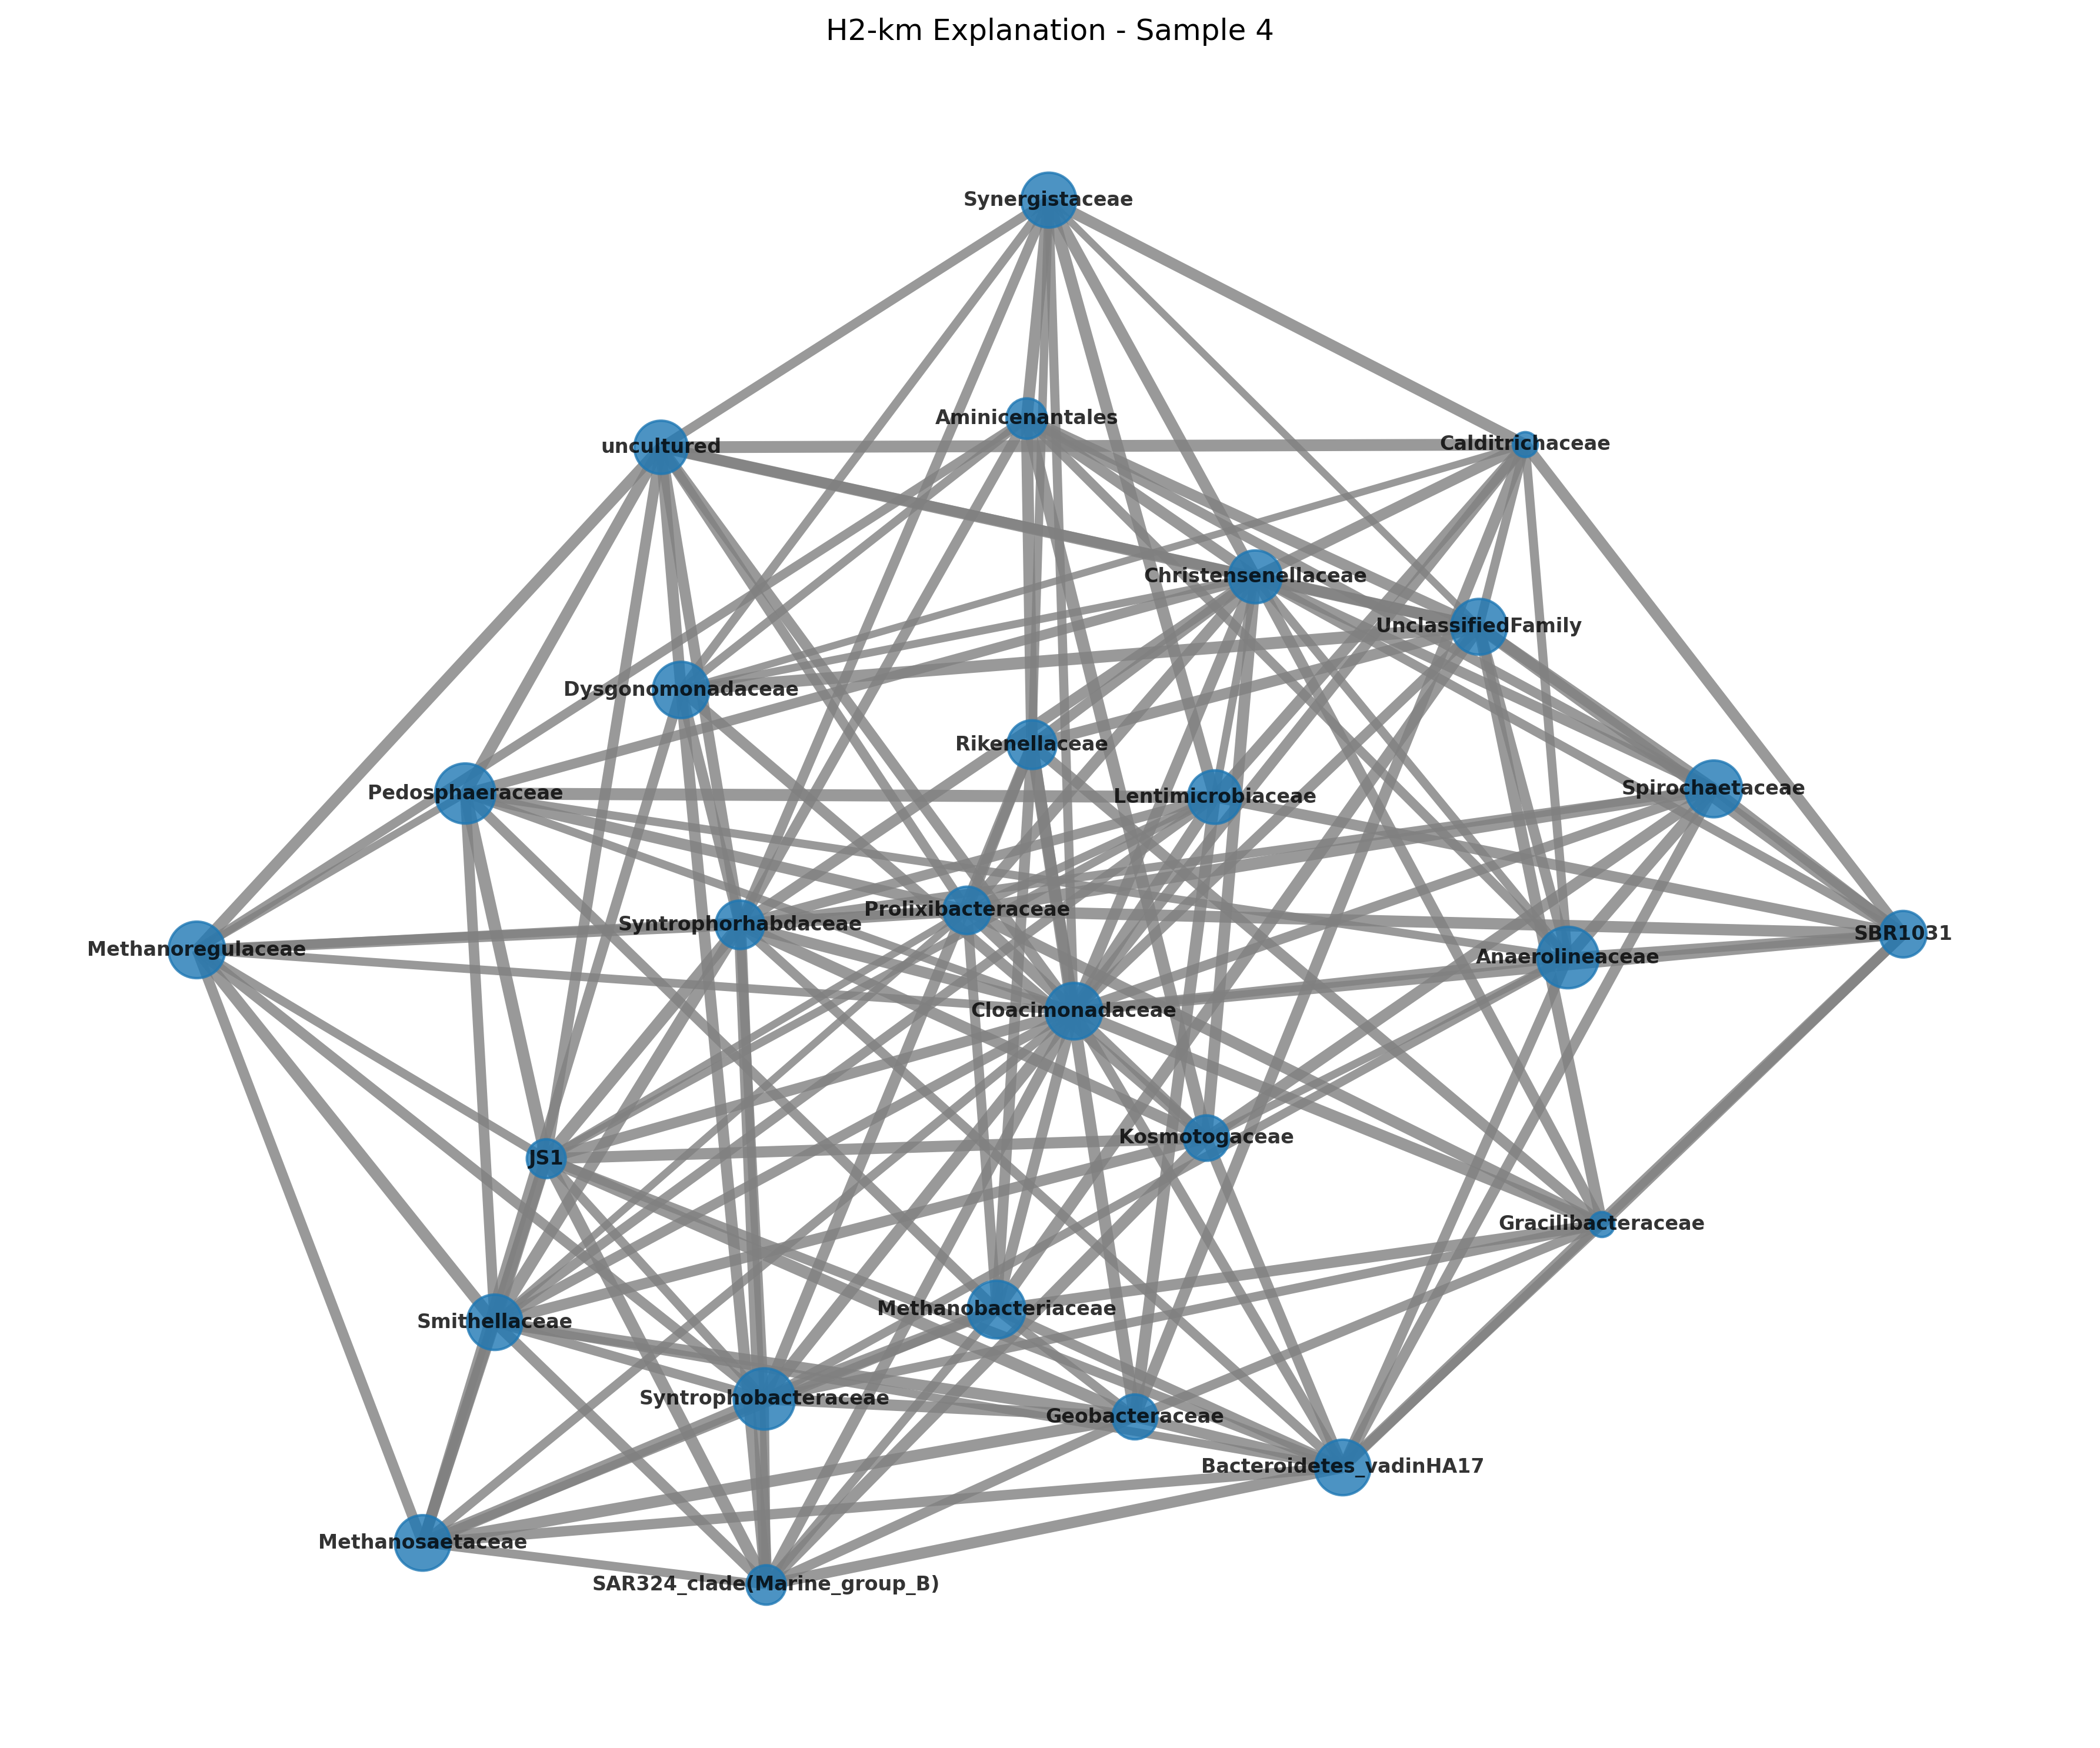 H2-km Explanation - Sample 4
Synergistaceae
Aminicenantales
Calditrichaceae
uncultured
Christensenellaceae
UnclassifiedFamily
Dysgonomonadaceae
Rikenellaceae
Spirochaetaceae
Pedosphaeraceae
Lentimicrobiaceae
Prolixibacteraceae
Syntrophorhabdaceae
SBR1031
Methanoregulaceae
Anaerolineaceae
Cloacimonadaceae
Kosmotogaceae
JS1
Gracilibacteraceae
Methanobacteriaceae
Smithellaceae
Syntrophobacteraceae
Geobacteraceae
Bacteroidetes_vadinHA17
Methanosaetaceae
SAR324_clade(Marine_group_B)